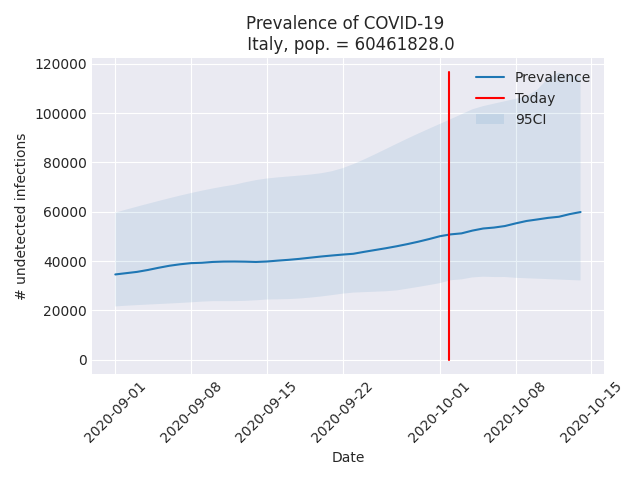 Prevalence of COVID-19
Italy, pop. = 60461828.0
120000
100000
80000
60000
40000
20000
0
# undetected infections
Prevalence
Today
95CI
2020-09-01
2020-09-08
2020-09-15
2020-09-22
2020-10-01
2020-10-08
2020-10-15
Date